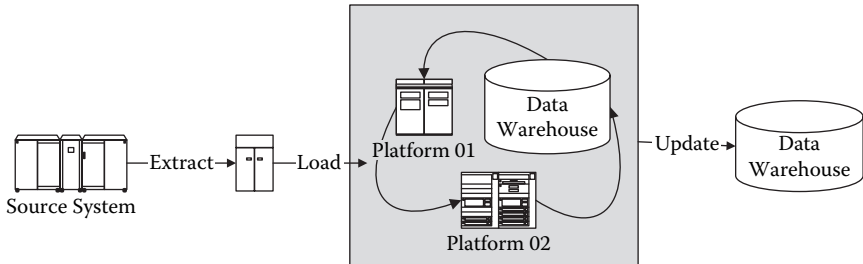 Source System
Extract
Load
Platform 01
Platform 02
Data
Warehouse
Update
Data
Warehouse